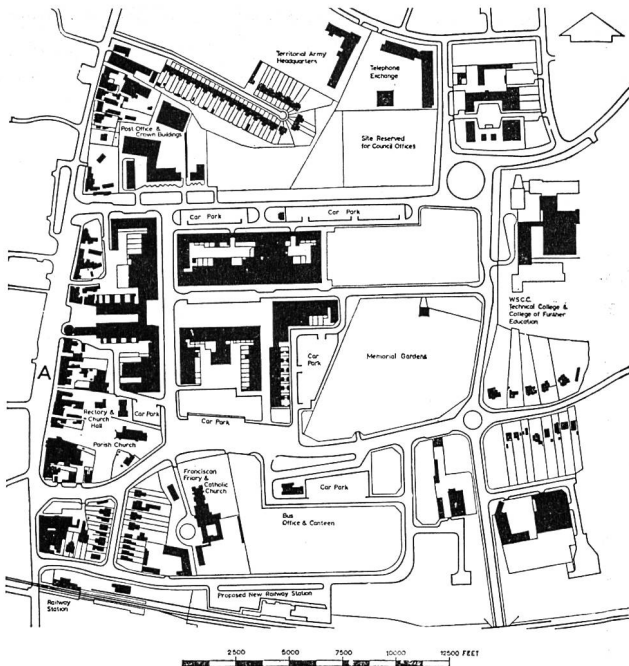 Territorial Army
Headquarters
Telephone
Exchange
Post Office &
Crown Buildings
Site Reserved
for Council Offices
Car Park
Car Park
W.S.C.C.
Technical College &
College of Further
Education
A
Car
Park
Memorial Gardens
Rectory &
Church
Hall
Car Park
Car Park
Parish Church
Franciscan
Friary &
Catholic
Church
Car Park
Bus
Office & Canteen
Proposed New Railway Station
Railway
Station
2500 5000 7500 10000 12500 FEET